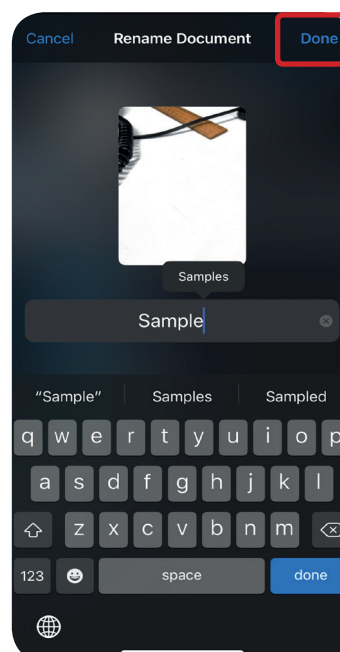 Cancel Rename Document Done
Samples
Sample
“Sample” Samples Sampled
q w e r t y u i o p
a s d f g h j k l
z x c v b n m
123 space done